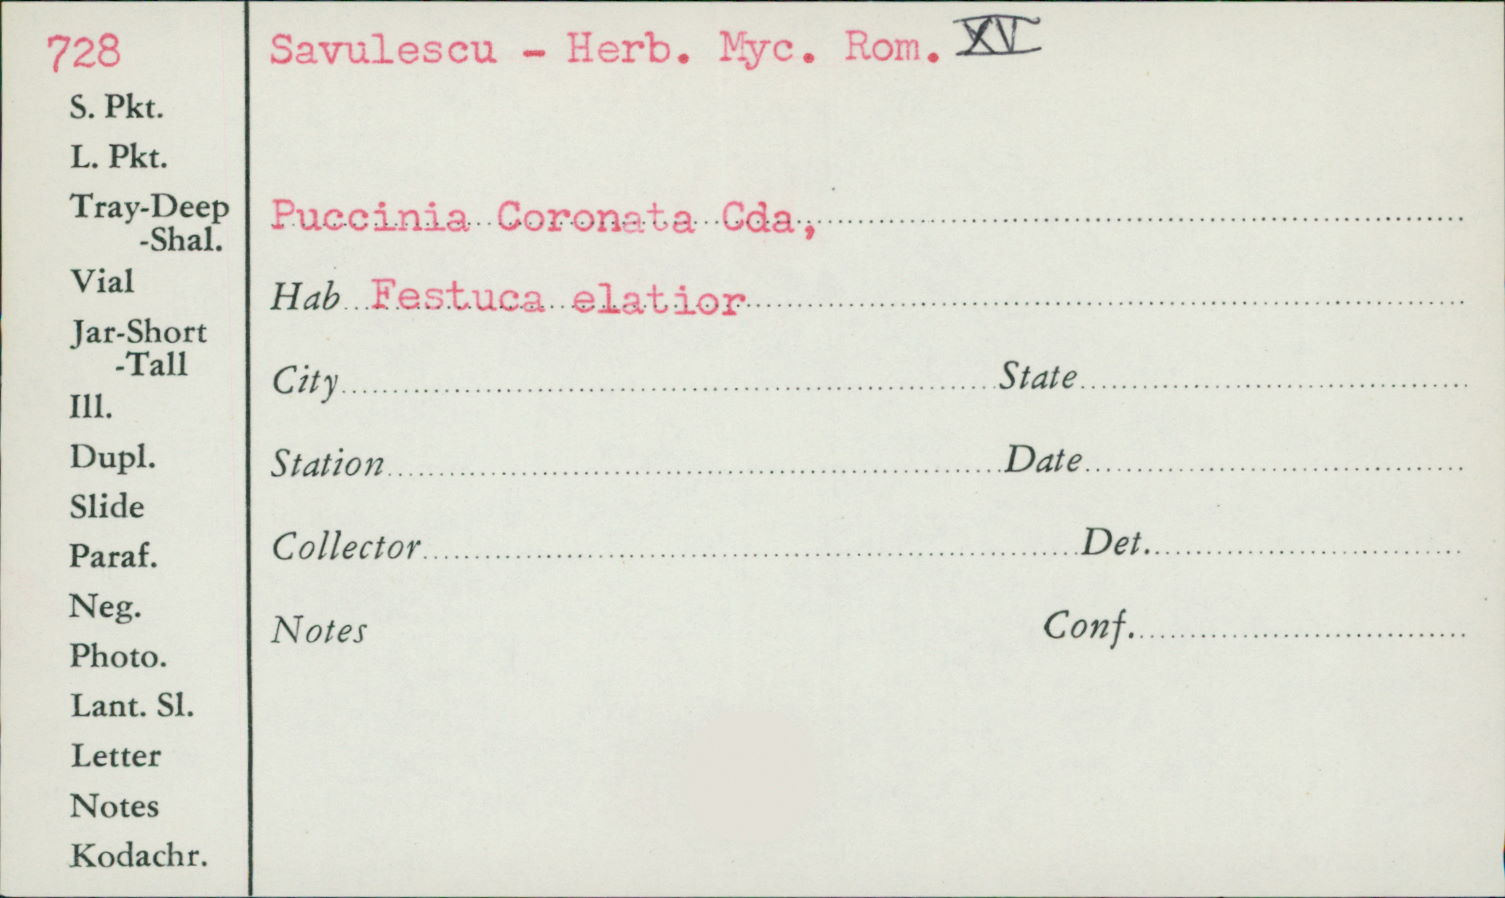 728
S. Pkt.
L. Pkt.
Tray-Deep
-Shal.
Vial
Jar-Short
-Tall
Ill.
Dupl.
Slide
Paraf.
Neg.
Photo.
Lant. Sl.
Letter
Notes
Kodachr.
Savulescu - Herb. Myc. Rom. XV
Puccinia Coronata Cda,
Hab Festuca elatior
City State
Station Date
Collector Det.
Notes Conf.